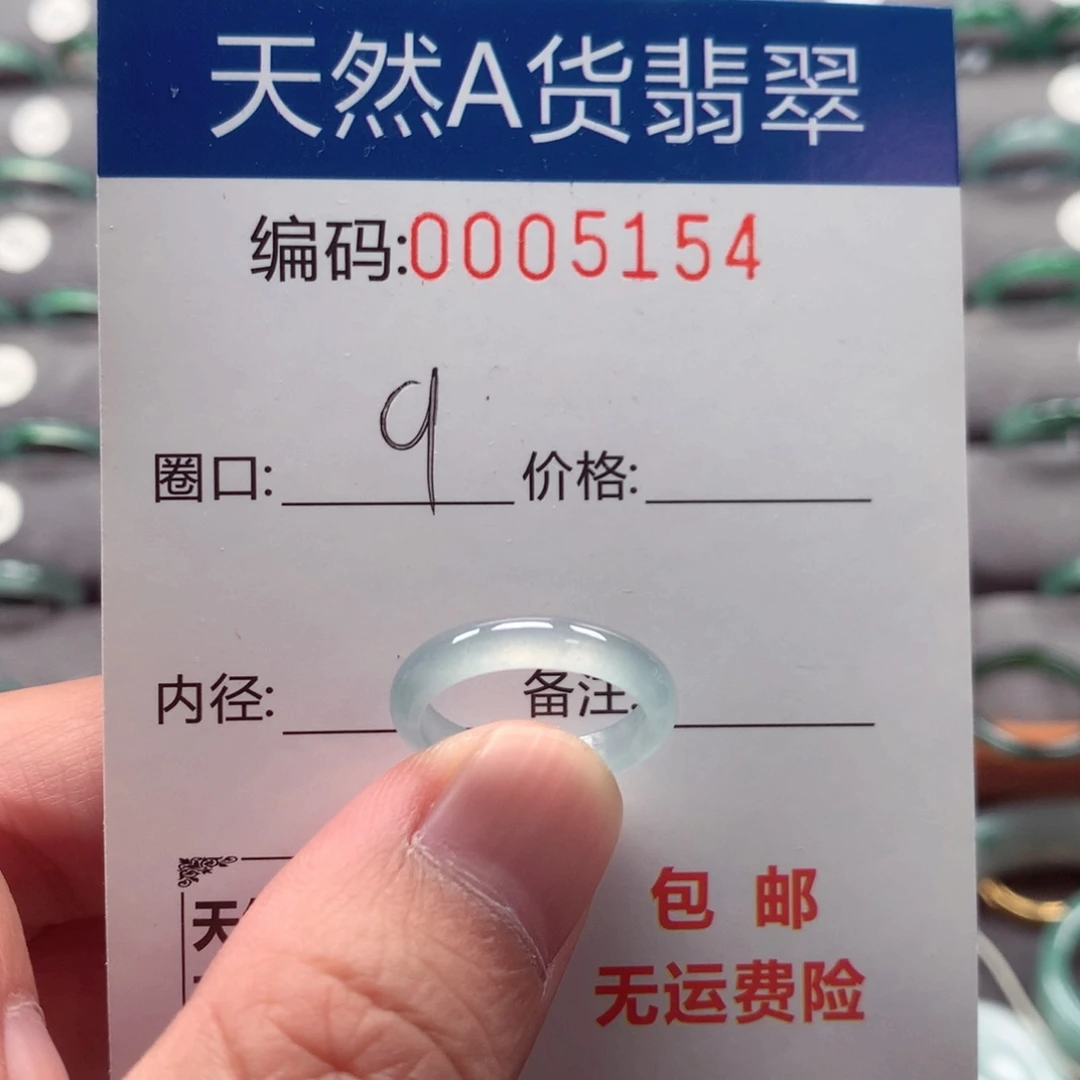 天然A货翡翠
编码:0005154
圈口: 9 价格:
内径: 备注:
包邮
天
无运费险